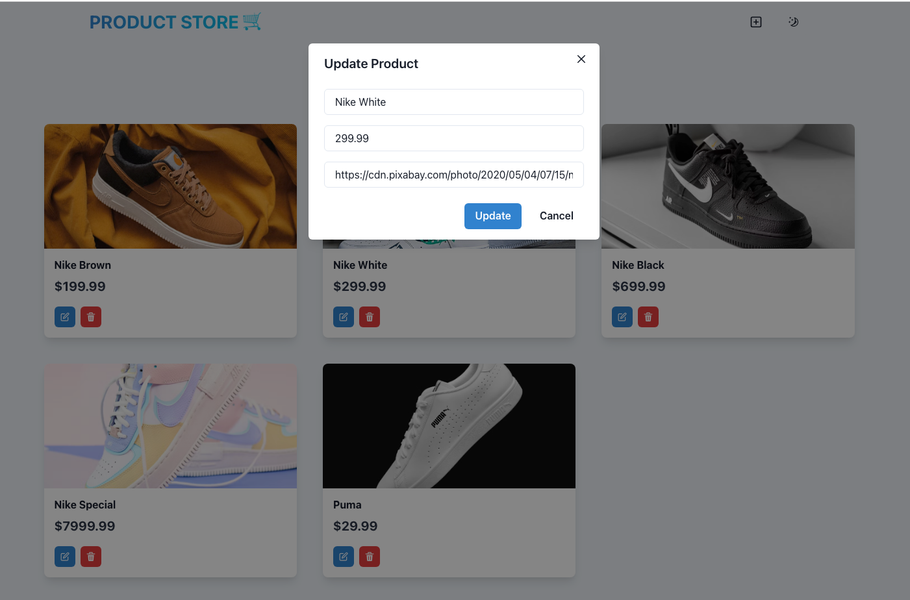 PRODUCT STORE 🛒
Update Product
Nike White
299.99
https://cdn.pixabay.com/photo/2020/05/04/07/15/n
Update Cancel
Nike Brown
$199.99
Nike White
$299.99
Nike Black
$699.99
Nike Special
$7999.99
PUMA
Puma
$29.99